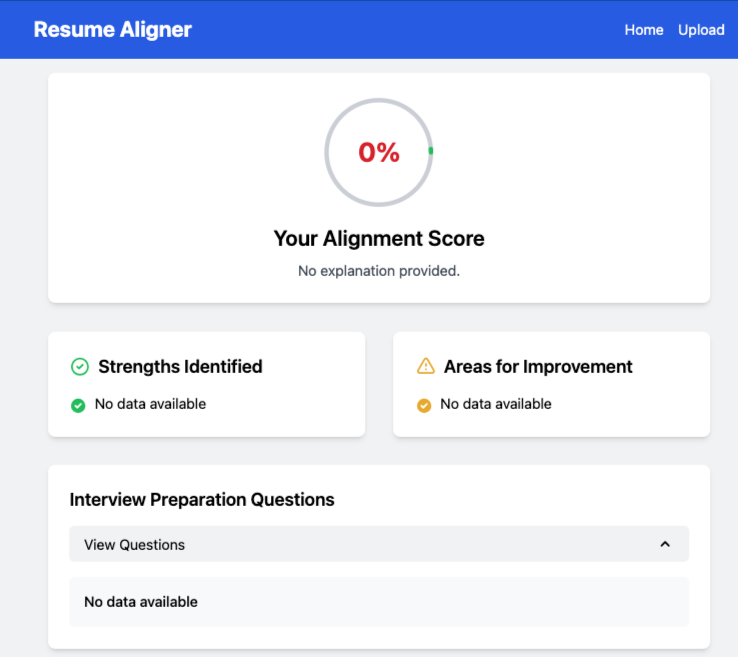 Resume Aligner
Home Upload
0%
Your Alignment Score
No explanation provided.
Strengths Identified
No data available
Areas for Improvement
No data available
Interview Preparation Questions
View Questions
No data available